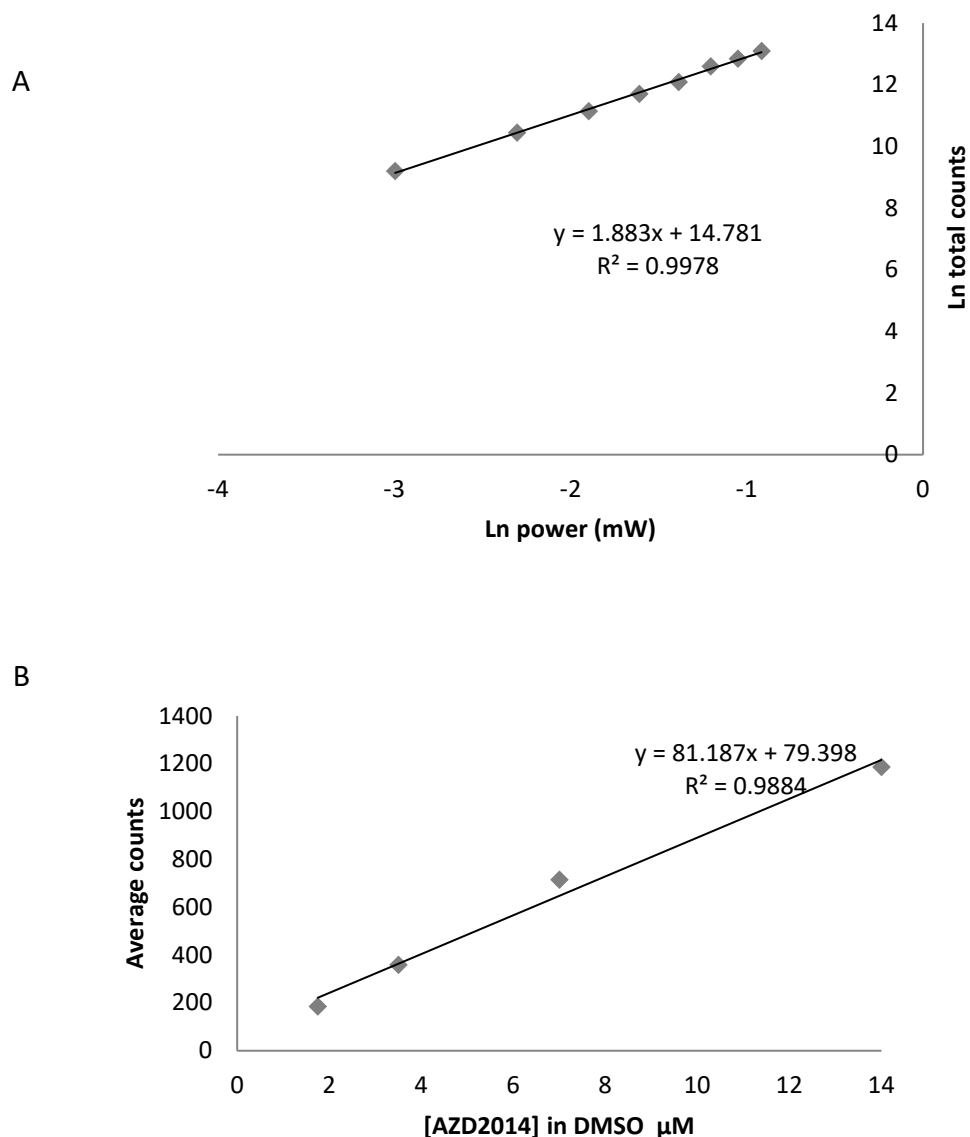 A
14
12
10
8
6
4
2
0
Ln total counts
y = 1.883x + 14.781
R² = 0.9978
-4 -3 -2 -1 0
Ln power (mW)
B
1400
1200
1000
800
600
400
200
0
Average counts
y = 81.187x + 79.398
R² = 0.9884
0 2 4 6 8 10 12 14
[AZD2014] in DMSO µM